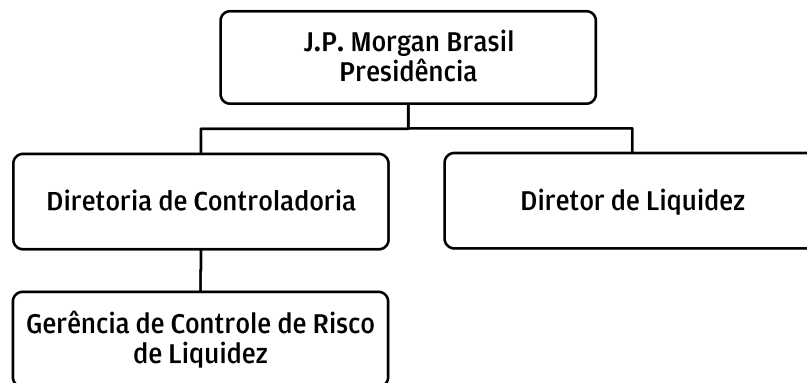 J.P. Morgan Brasil
Presidência
Diretoria de Controladoria
Diretor de Liquidez
Gerência de Controle de Risco
de Liquidez